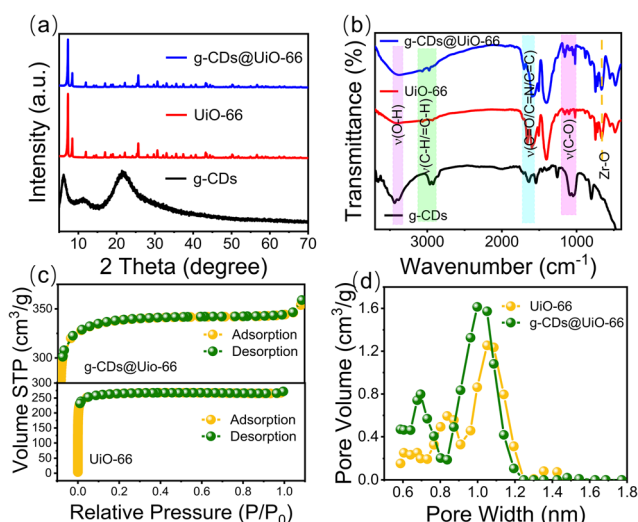 (a)
g-CDs@UiO-66
UiO-66
g-CDs
Intensity (a.u.)
10 20 30 40 50 60 70
2 Theta (degree)
(b)
g-CDs@UiO-66
UiO-66
g-CDs
ν(O-H)
ν(C-H/=C-H)
ν(C=O/C=N/C=C)
ν(C-O)
Zr-O
Transmittance (%)
3000 2000 1000
Wavenumber (cm⁻¹)
(c)
350
300
Adsorption
Desorption
g-CDs@Uio-66
300
250
200
150
100
50
0
Adsorption
Desorption
UiO-66
Volume STP (cm³/g)
0.0 0.2 0.4 0.6 0.8 1.0
Relative Pressure (P/P₀)
(d)
UiO-66
g-CDs@UiO-66
1.6
1.2
0.8
0.4
0.0
Pore Volume (cm³/g)
0.6 0.8 1.0 1.2 1.4 1.6 1.8
Pore Width (nm)